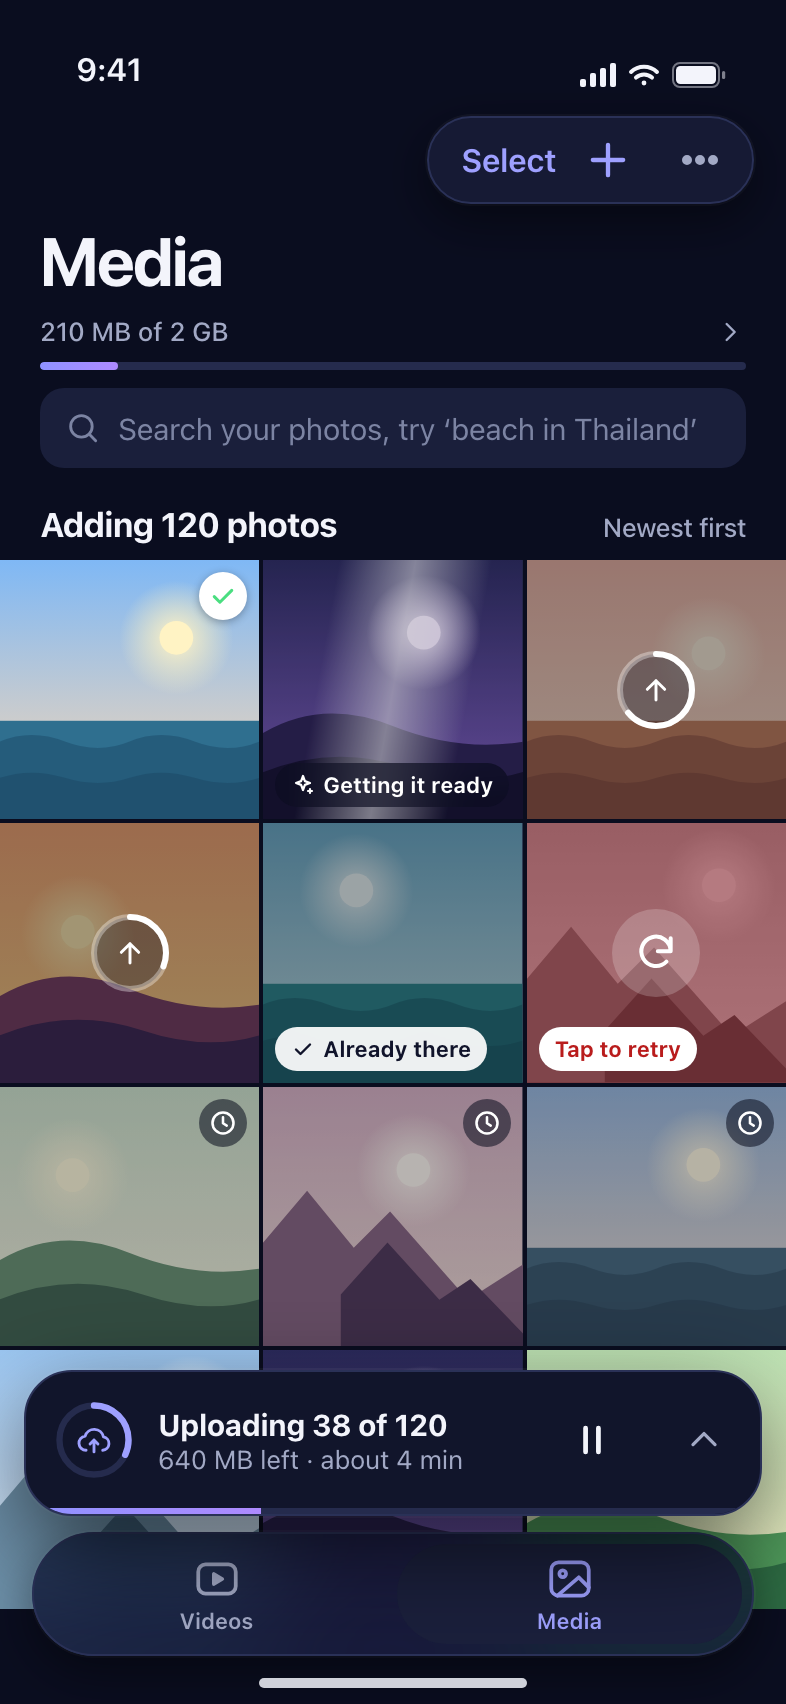 9:41
Select
Media
210 MB of 2 GB
Search your photos, try ‘beach in Thailand’
Adding 120 photos
Newest first
Getting it ready
Already there
Tap to retry
Uploading 38 of 120
640 MB left · about 4 min
Videos
Media